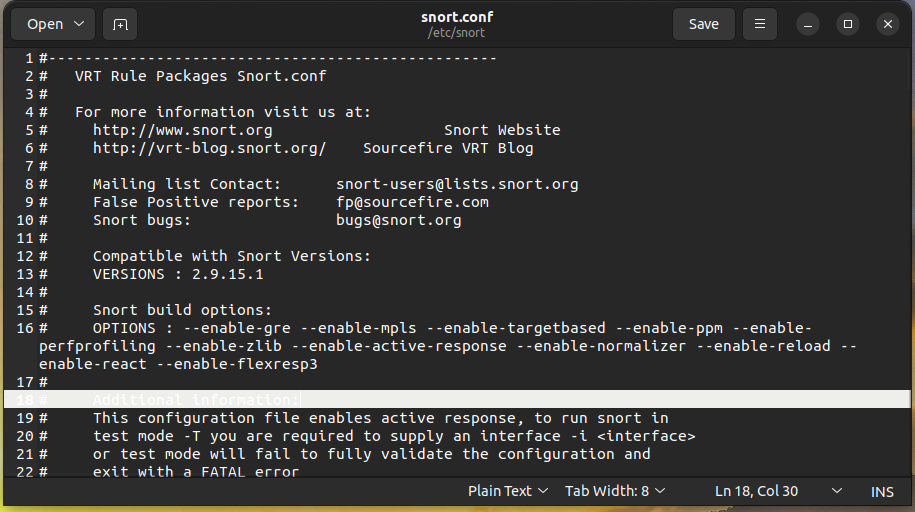 Open
snort.conf
/etc/snort
Save
1 #--------------------------------------------------
2 #   VRT Rule Packages Snort.conf
3 #
4 #   For more information visit us at:
5 #     http://www.snort.org                   Snort Website
6 #     http://vrt-blog.snort.org/    Sourcefire VRT Blog
7 #
8 #     Mailing list Contact:      snort-users@lists.snort.org
9 #     False Positive reports:    fp@sourcefire.com
10 #     Snort bugs:                bugs@snort.org
11 #
12 #     Compatible with Snort Versions:
13 #     VERSIONS : 2.9.15.1
14 #
15 #     Snort build options:
16 #     OPTIONS : --enable-gre --enable-mpls --enable-targetbased --enable-ppm --enable-
perfprofiling --enable-zlib --enable-active-response --enable-normalizer --enable-reload --
enable-react --enable-flexresp3
17 #
18 #     Additional information:
19 #     This configuration file enables active response, to run snort in
20 #     test mode -T you are required to supply an interface -i <interface>
21 #     or test mode will fail to fully validate the configuration and
22 #     exit with a FATAL error
Plain Text
Tab Width: 8
Ln 18, Col 30
INS